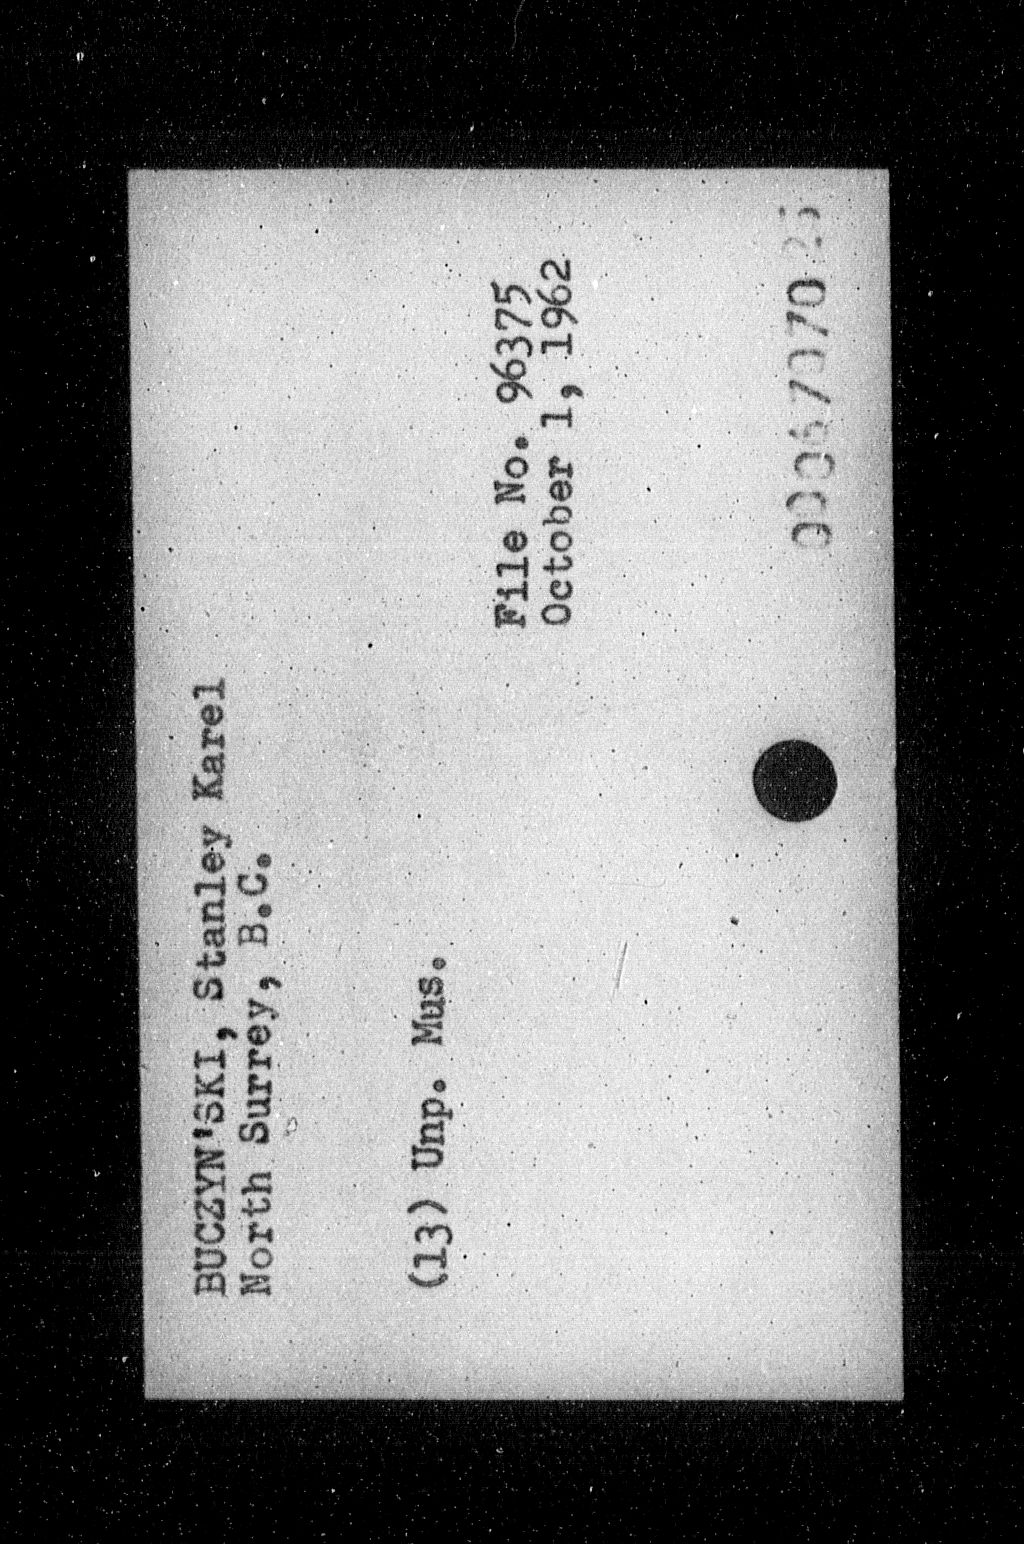 BUCZYN'SKI, Stanley Karel
North Surrey, B.C.
(13) Unp. Mus.
File No. 96375
October 1, 1962